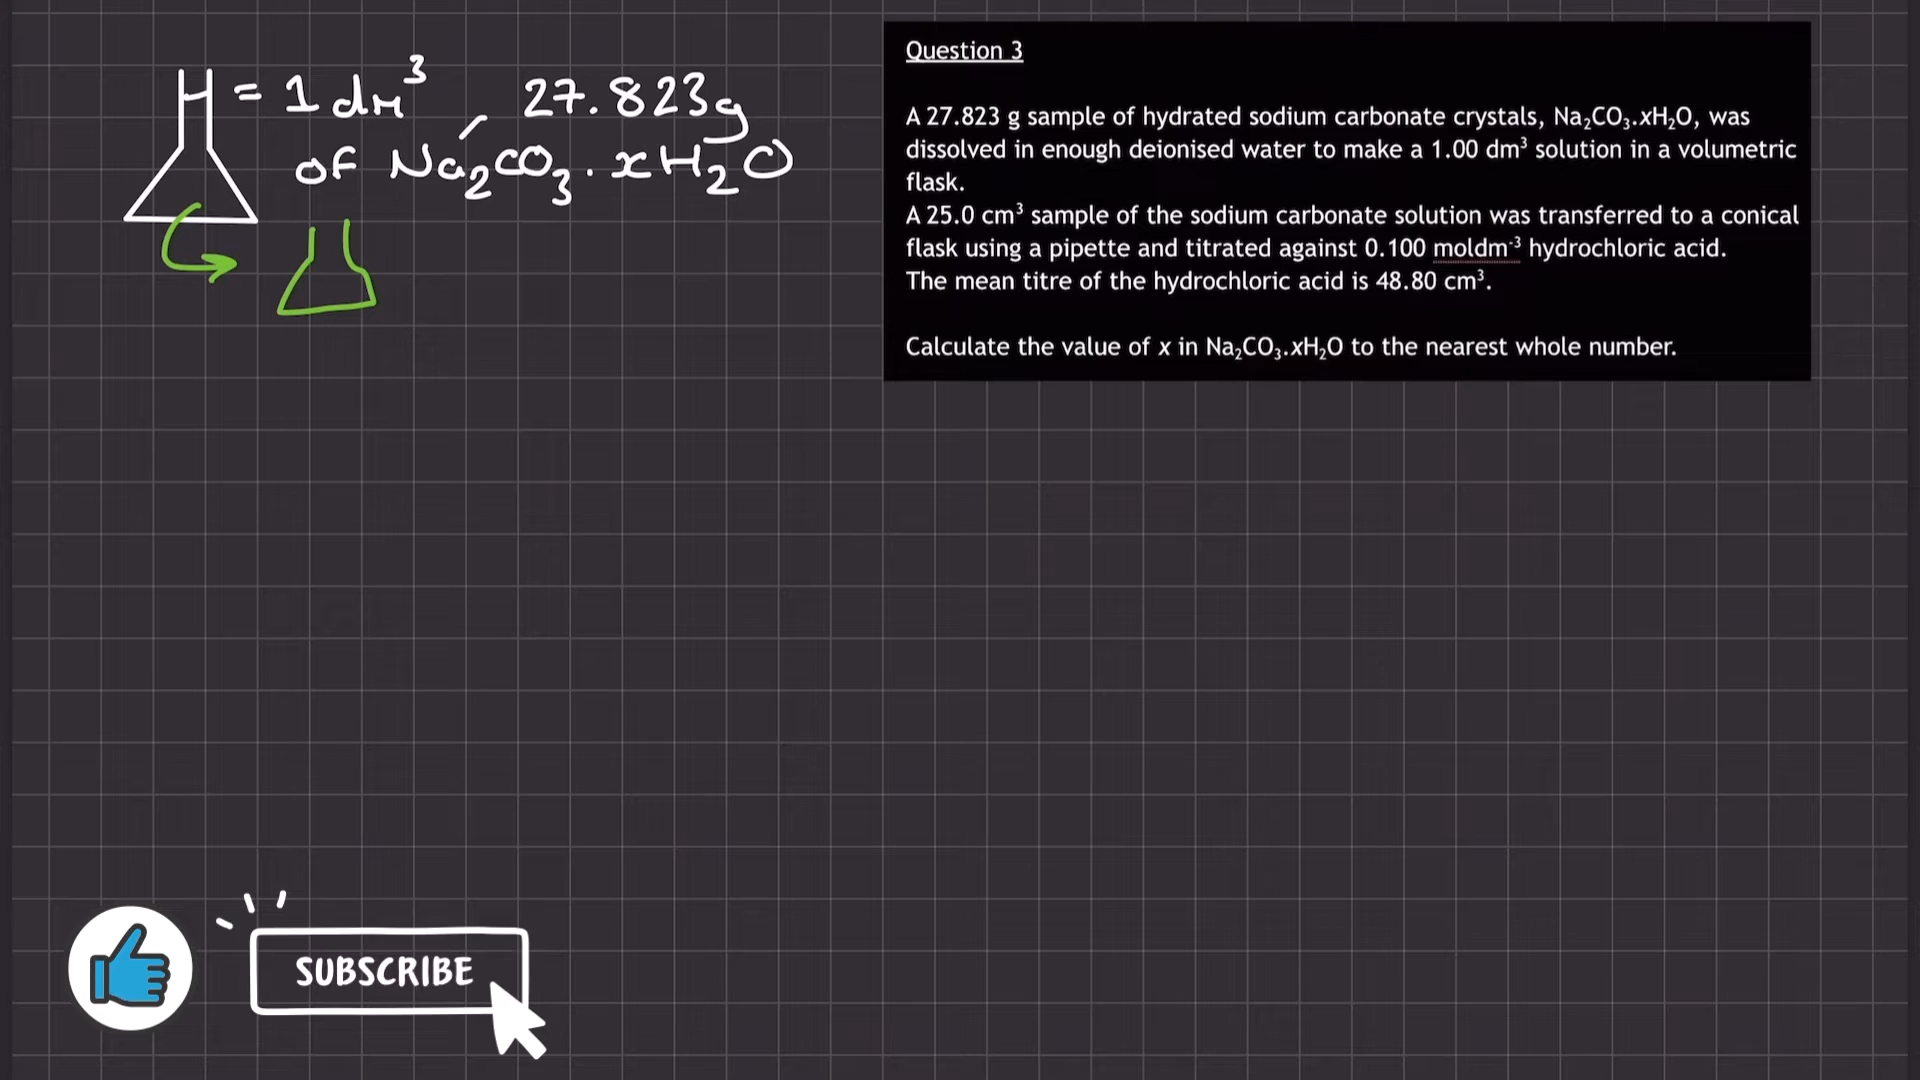 = 1 dm³, 27.823g
of Na₂CO₃.xH₂O
Question 3
A 27.823 g sample of hydrated sodium carbonate crystals, Na₂CO₃.xH₂O, was
dissolved in enough deionised water to make a 1.00 dm³ solution in a volumetric
flask.
A 25.0 cm³ sample of the sodium carbonate solution was transferred to a conical
flask using a pipette and titrated against 0.100 moldm⁻³ hydrochloric acid.
The mean titre of the hydrochloric acid is 48.80 cm³.
Calculate the value of x in Na₂CO₃.xH₂O to the nearest whole number.
SUBSCRIBE